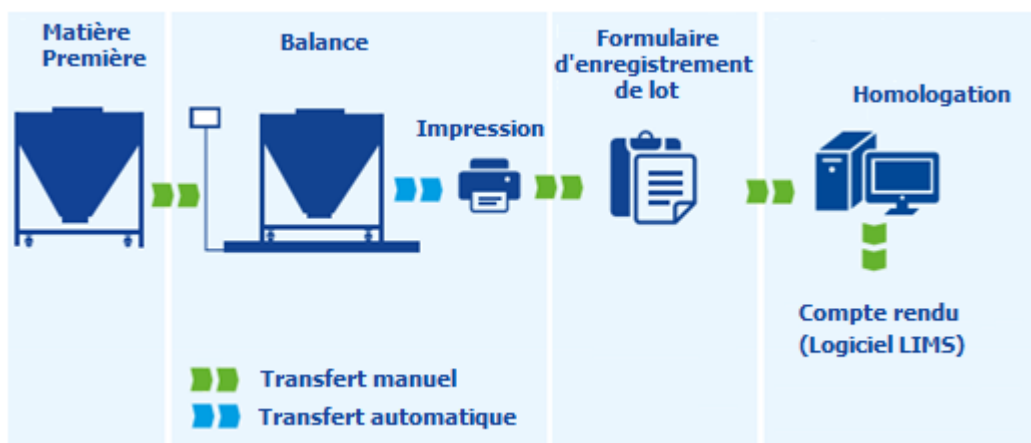 Matière
Première
Balance
Impression
Formulaire
d'enregistrement
de lot
Homologation
Compte rendu
(Logiciel LIMS)
Transfert manuel
Transfert automatique